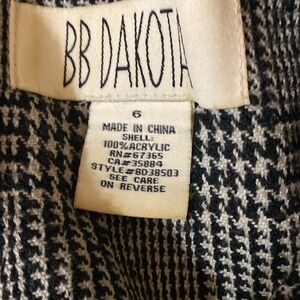 BB DAKOTA
6
MADE IN CHINA
SHELL:
100%ACRYLIC
RN#67365
CA#35884
STYLE#BD38503
SEE CARE
ON REVERSE